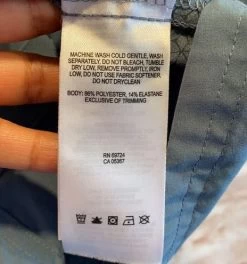 MACHINE WASH COLD GENTLE, WASH
SEPARATELY, DO NOT BLEACH, TUMBLE
DRY LOW, REMOVE PROMPTLY, IRON
LOW, DO NOT USE FABRIC SOFTENER,
DO NOT DRYCLEAN
BODY: 86% POLYESTER, 14% ELASTANE
EXCLUSIVE OF TRIMMING
RN 69724
CA 05367